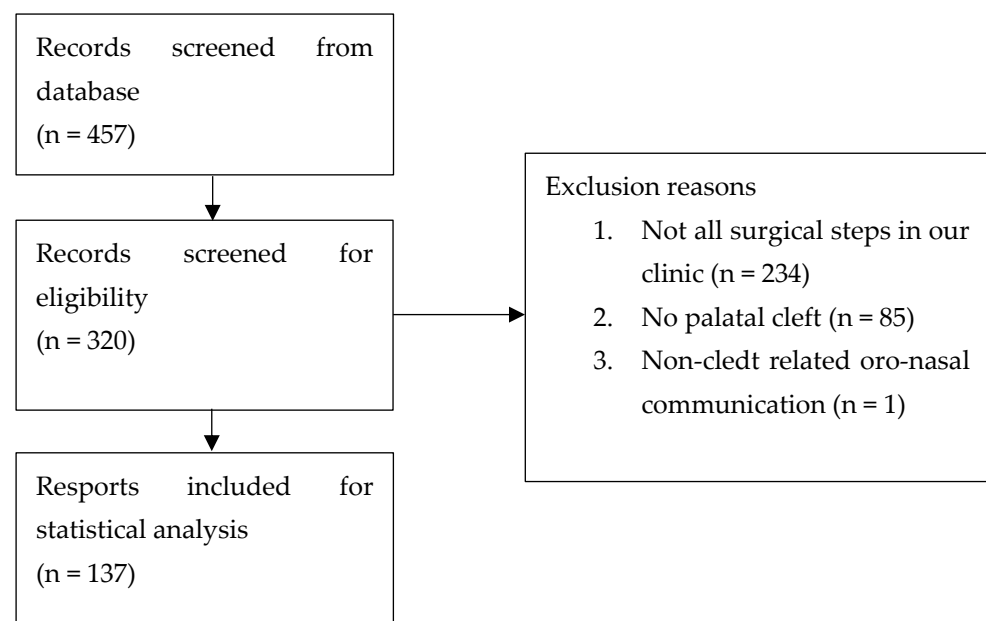 Records screened from
database
(n = 457)
Records screened for
eligibility
(n = 320)
Exclusion reasons
1. Not all surgical steps in our
clinic (n = 234)
2. No palatal cleft (n = 85)
3. Non-cledt related oro-nasal
communication (n = 1)
Resports included for
statistical analysis
(n = 137)